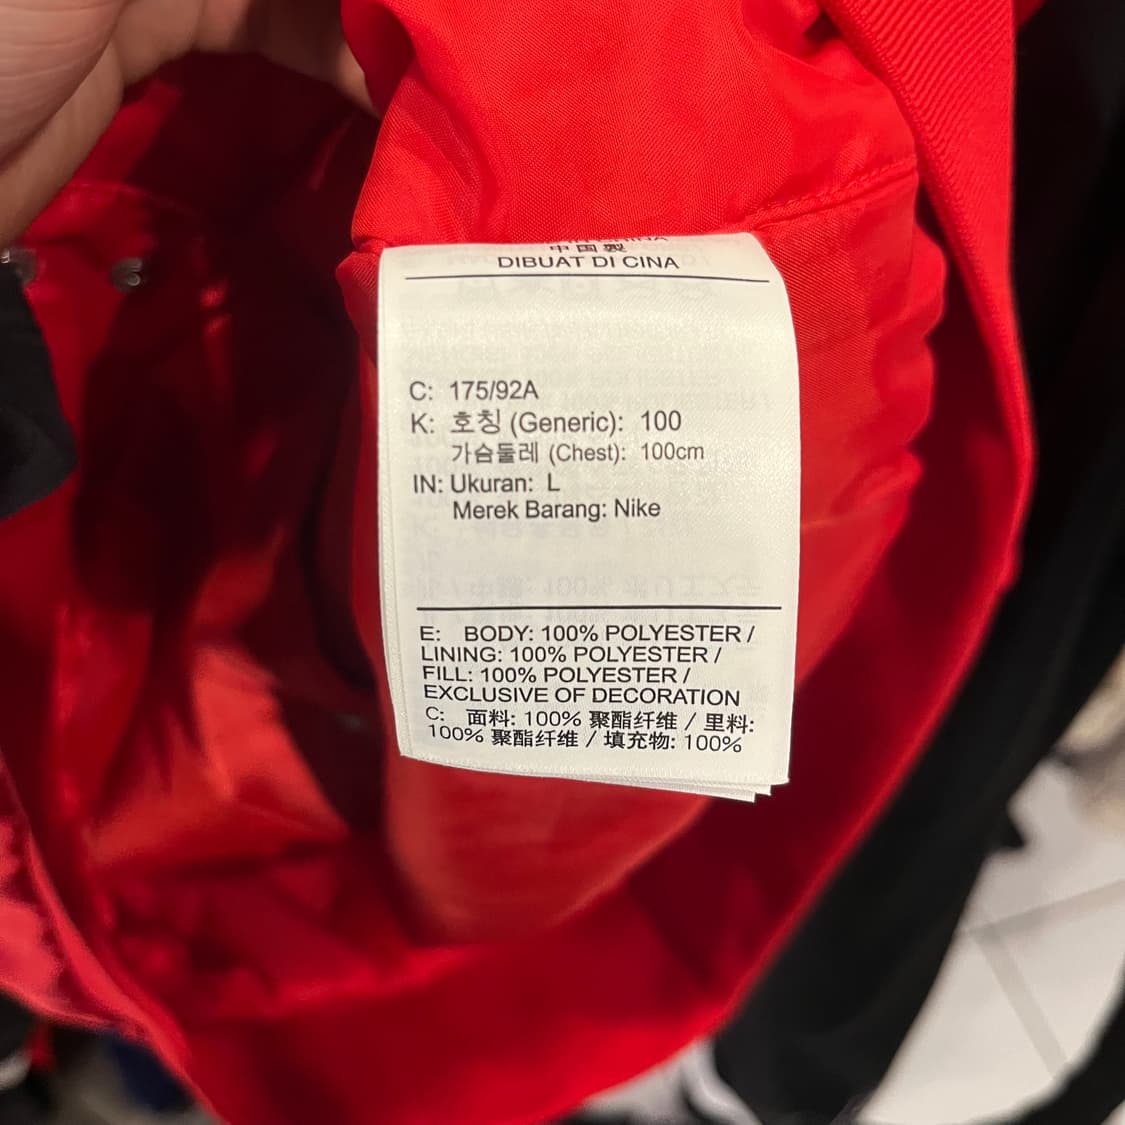 中国製
DIBUAT DI CINA
C: 175/92A
K: 호칭 (Generic): 100
가슴둘레 (Chest): 100cm
IN: Ukuran: L
Merek Barang: Nike
E: BODY: 100% POLYESTER /
LINING: 100% POLYESTER /
FILL: 100% POLYESTER /
EXCLUSIVE OF DECORATION
C: 面料: 100% 聚酯纤维 / 里料:
100% 聚酯纤维 / 填充物: 100%